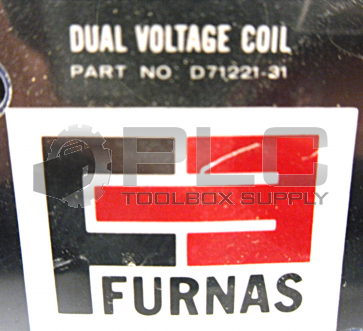 DUAL VOLTAGE COIL
PART NO D71221-31
PLC
TOOLBOX SUPPLY
FURNAS